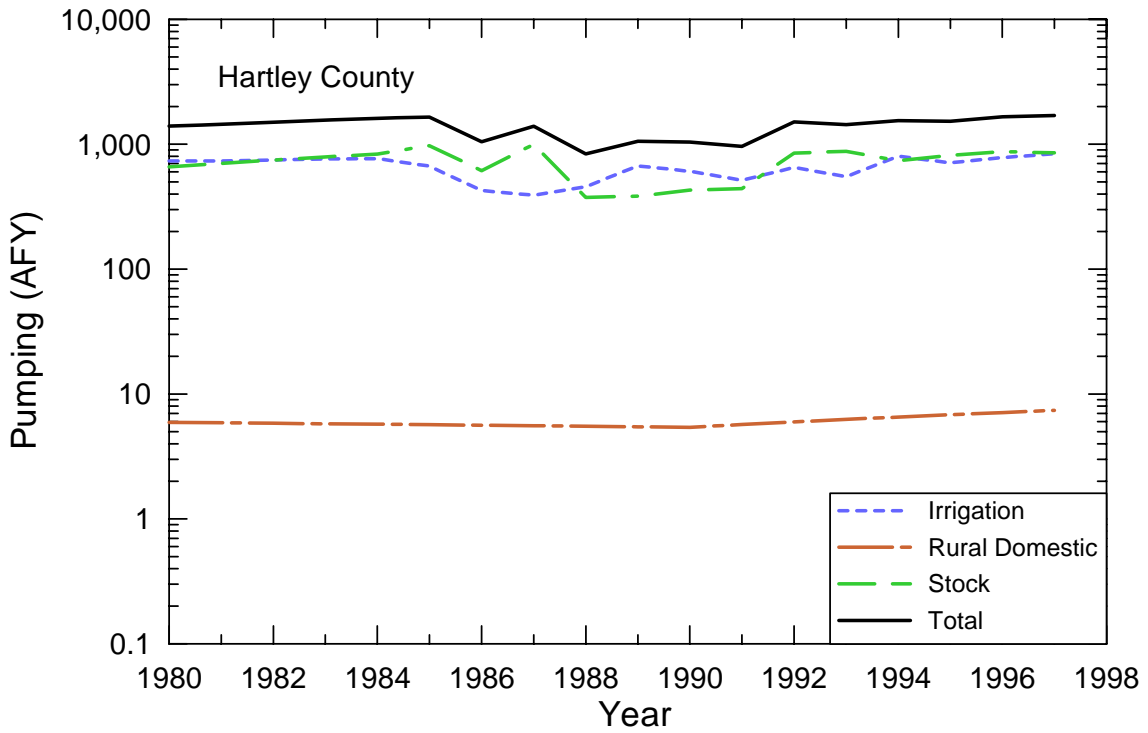 10,000
Hartley County
1,000
100
10
1
0.1
Pumping (AFY)
Irrigation
Rural Domestic
Stock
Total
1980 1982 1984 1986 1988 1990 1992 1994 1996 1998
Year